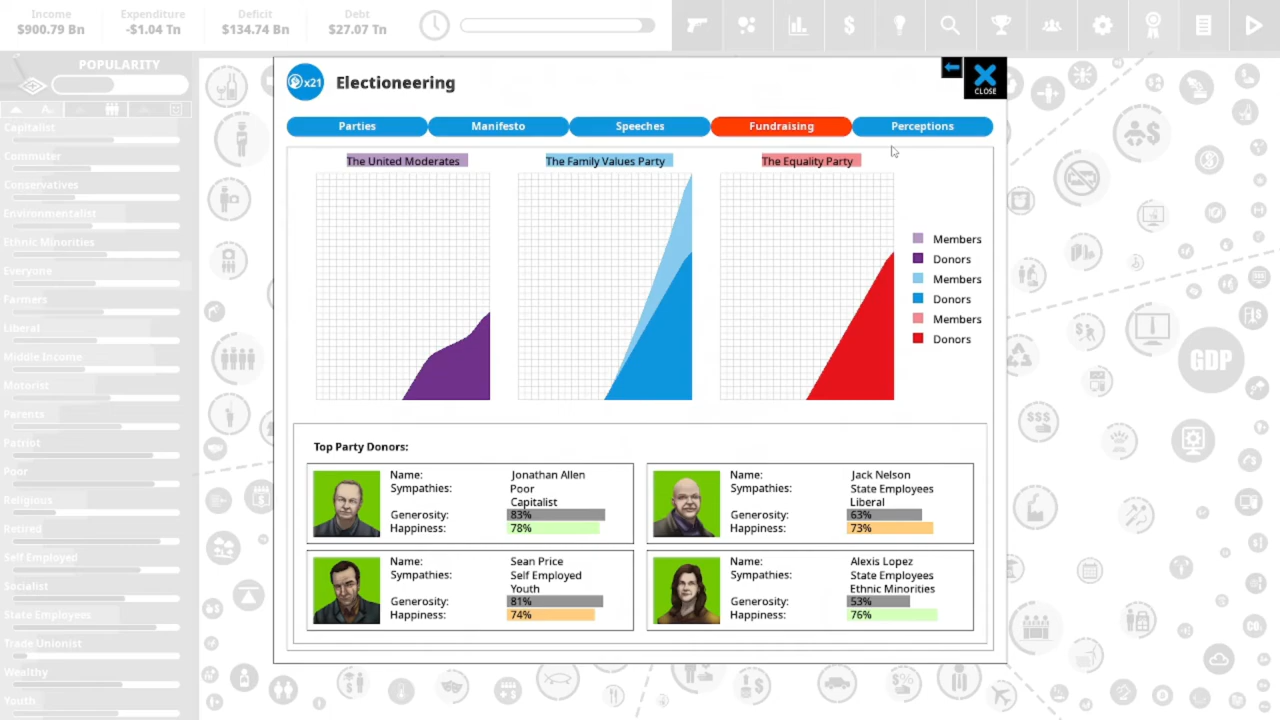 Income Expenditure Deficit Debt
$900.79 Bn -$1.04 Tn $134.74 Bn $27.07 Tn
POPULARITY
Capitalist
Commuter
Conservatives
Environmentalist
Ethnic Minorities
Everyone
Farmers
Liberal
Middle Income
Motorist
Parents
Patriot
Poor
Religious
Retired
Self Employed
Socialist
State Employees
Trade Unionist
Wealthy
Youth
x21 Electioneering
CLOSE
Parties Manifesto Speeches Fundraising Perceptions
The United Moderates The Family Values Party The Equality Party
Members
Donors
Members
Donors
Members
Donors
Top Party Donors:
Name: Jonathan Allen
Sympathies: Poor
Capitalist
Generosity: 83%
Happiness: 78%
Name: Jack Nelson
Sympathies: State Employees
Liberal
Generosity: 63%
Happiness: 73%
Name: Sean Price
Sympathies: Self Employed
Youth
Generosity: 81%
Happiness: 74%
Name: Alexis Lopez
Sympathies: State Employees
Ethnic Minorities
Generosity: 53%
Happiness: 76%
GDP
$$$